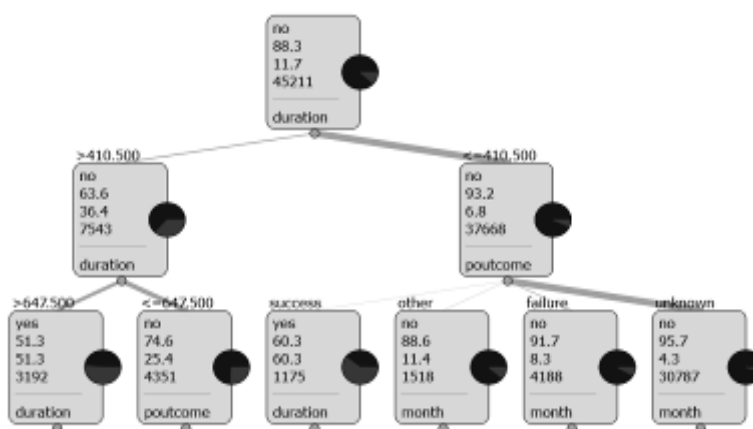 no
88.3
11.7
45211
duration
>410.500
<=410.500
no
63.6
36.4
7543
duration
no
93.2
6.8
37668
poutcome
>647.500
<=647.500
success
other
failure
unknown
yes
51.3
51.3
3192
duration
no
74.6
25.4
4351
poutcome
yes
60.3
60.3
1175
duration
no
88.6
11.4
1518
month
no
91.7
8.3
4188
month
no
95.7
4.3
30787
month